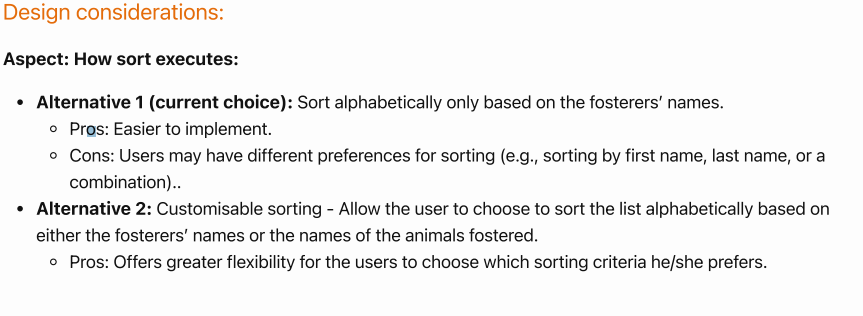 Design considerations:
Aspect: How sort executes:
• Alternative 1 (current choice): Sort alphabetically only based on the fosterers’ names.
◦ Pros: Easier to implement.
◦ Cons: Users may have different preferences for sorting (e.g., sorting by first name, last name, or a
combination)..
• Alternative 2: Customisable sorting - Allow the user to choose to sort the list alphabetically based on
either the fosterers’ names or the names of the animals fostered.
◦ Pros: Offers greater flexibility for the users to choose which sorting criteria he/she prefers.